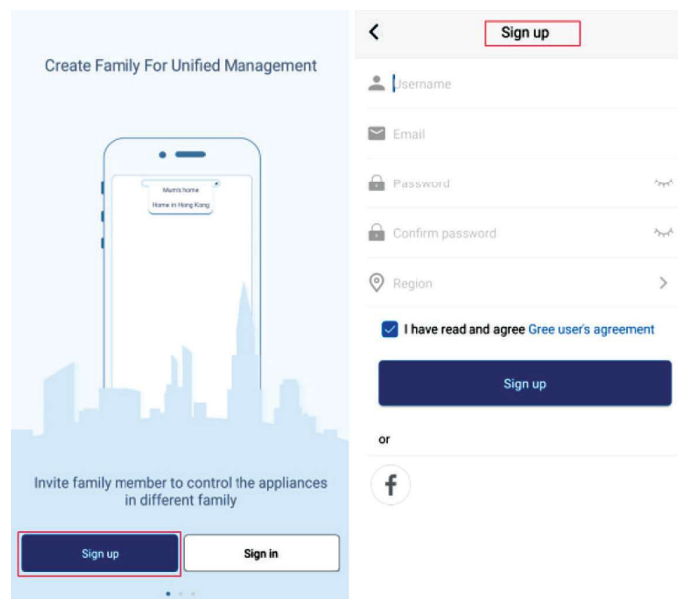 Create Family For Unified Management
Mum's home
Home in Hong Kong
Invite family member to control the appliances
in different family
Sign up
Sign in
Sign up
Username
Email
Password
Confirm password
Region
I have read and agree Gree user's agreement
Sign up
or
f